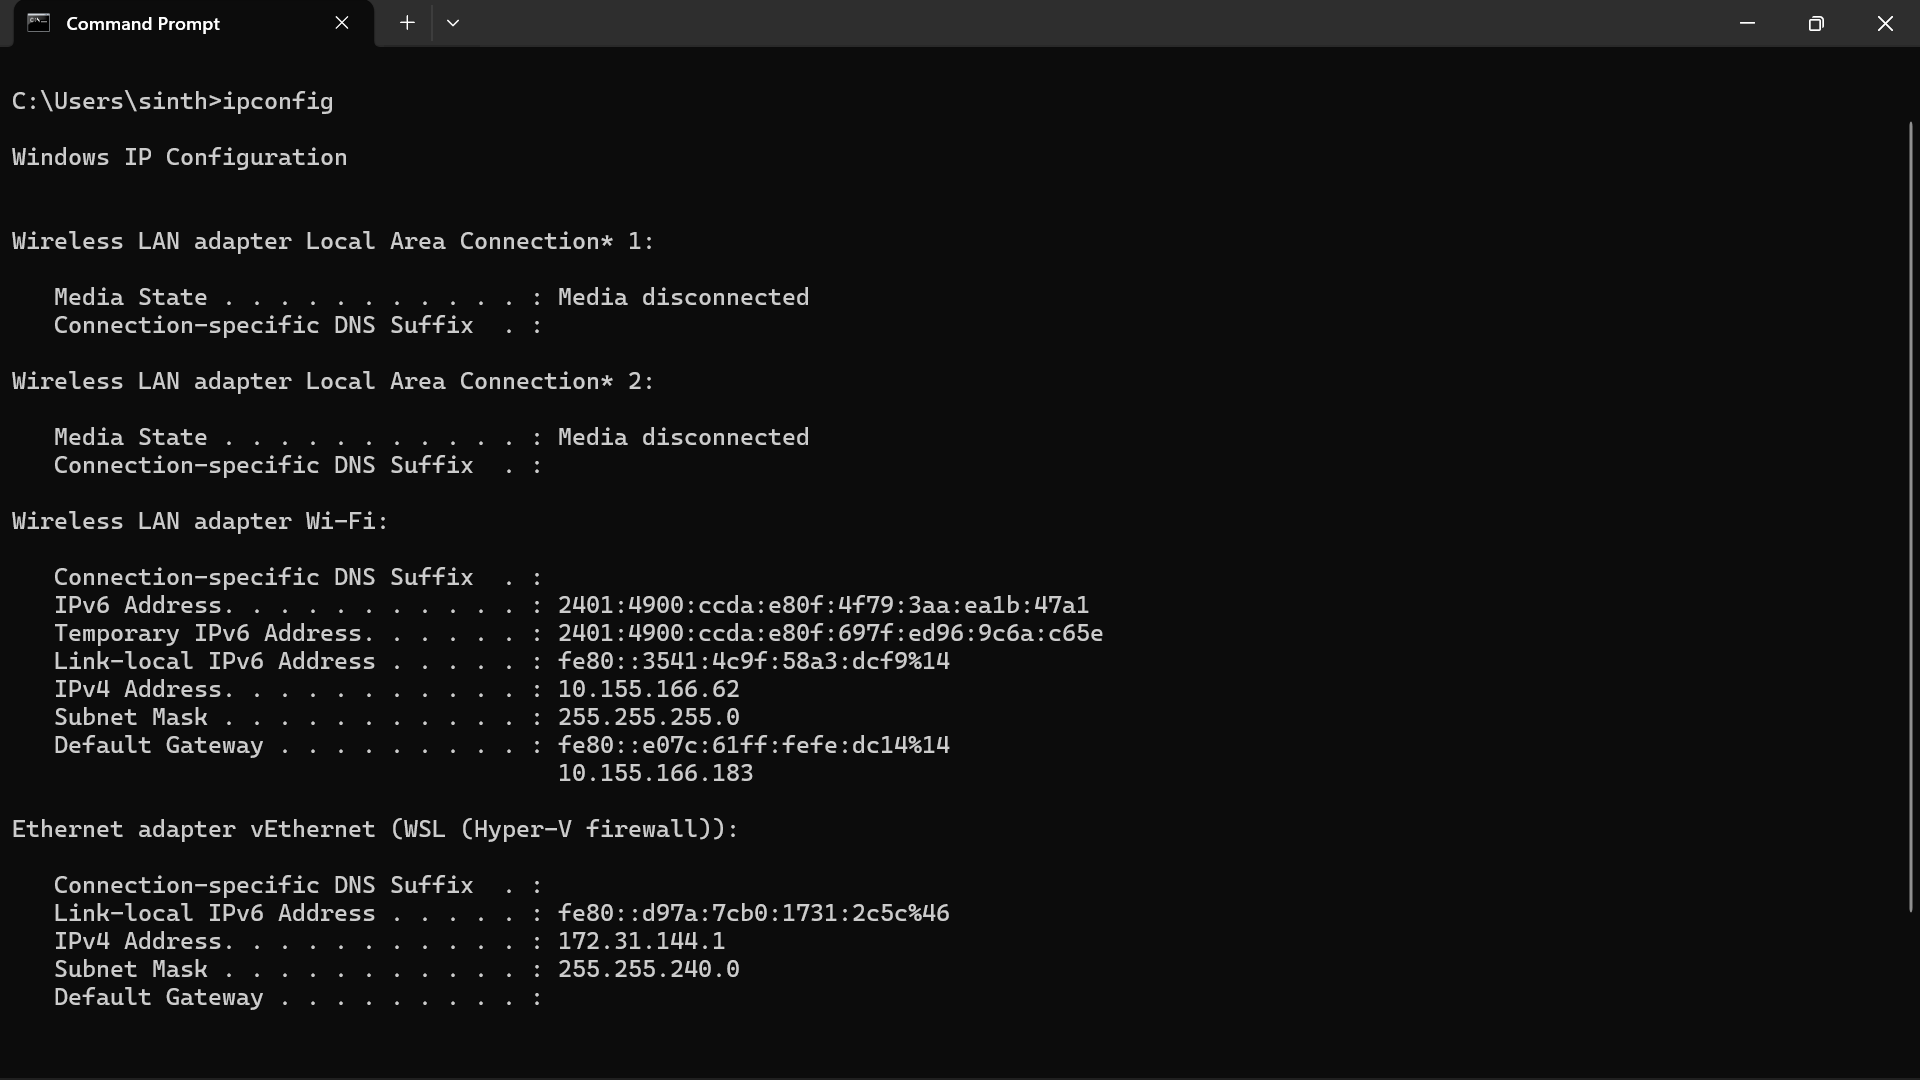 Command Prompt
C:\Users\sinth>ipconfig
Windows IP Configuration
Wireless LAN adapter Local Area Connection* 1:
   Media State . . . . . . . . . . . : Media disconnected
   Connection-specific DNS Suffix  . :
Wireless LAN adapter Local Area Connection* 2:
   Media State . . . . . . . . . . . : Media disconnected
   Connection-specific DNS Suffix  . :
Wireless LAN adapter Wi-Fi:
   Connection-specific DNS Suffix  . :
   IPv6 Address. . . . . . . . . . . : 2401:4900:ccda:e80f:4f79:3aa:ea1b:47a1
   Temporary IPv6 Address. . . . . . : 2401:4900:ccda:e80f:697f:ed96:9c6a:c65e
   Link-local IPv6 Address . . . . . : fe80::3541:4c9f:58a3:dcf9%14
   IPv4 Address. . . . . . . . . . . : 10.155.166.62
   Subnet Mask . . . . . . . . . . . : 255.255.255.0
   Default Gateway . . . . . . . . . : fe80::e07c:61ff:fefe:dc14%14
                                       10.155.166.183
Ethernet adapter vEthernet (WSL (Hyper-V firewall)):
   Connection-specific DNS Suffix  . :
   Link-local IPv6 Address . . . . . : fe80::d97a:7cb0:1731:2c5c%46
   IPv4 Address. . . . . . . . . . . : 172.31.144.1
   Subnet Mask . . . . . . . . . . . : 255.255.240.0
   Default Gateway . . . . . . . . . :